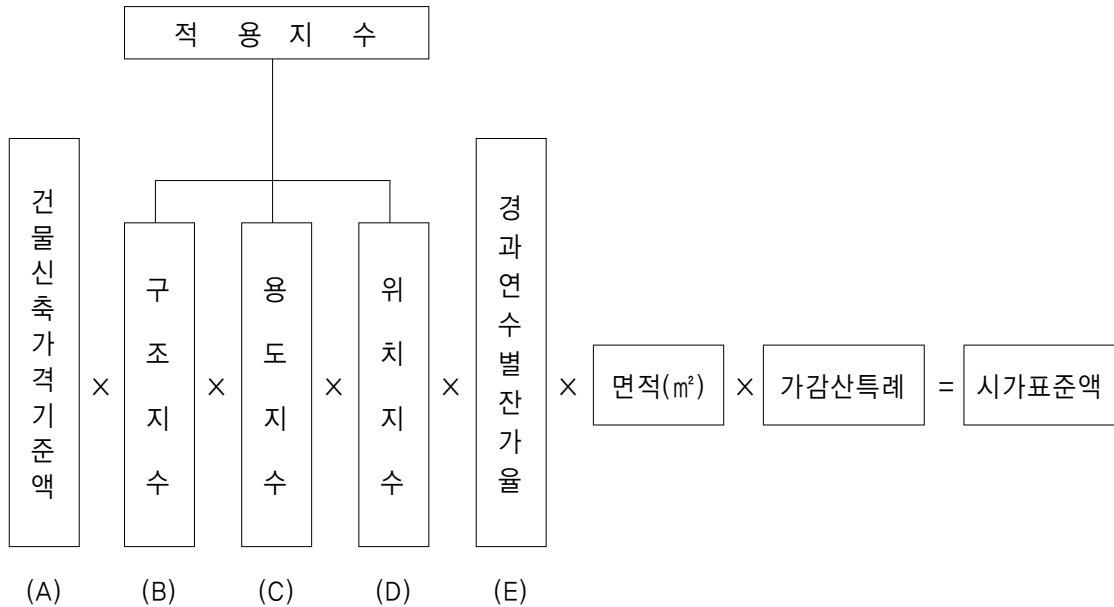 적 용 지 수
건물신축가격기준액 × 구조지수 × 용도지수 × 위치지수 × 경과연수별잔가율 × 면적(㎡) × 가감산특례 = 시가표준액
(A) (B) (C) (D) (E)